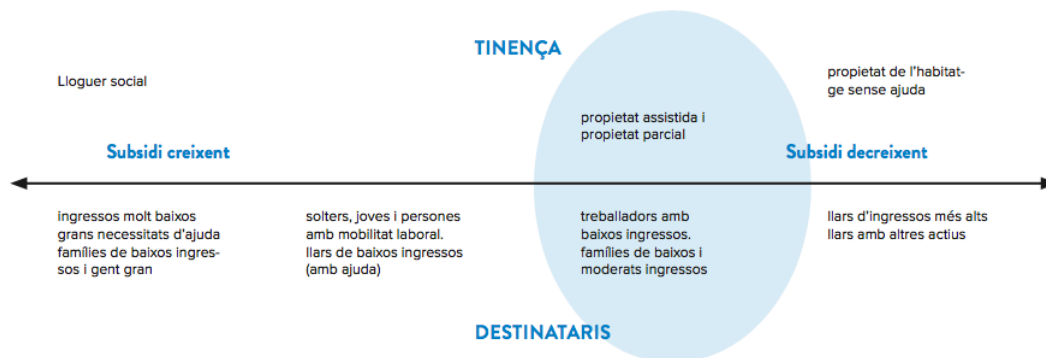 TINENÇA
Lloguer social
propietat de l'habitat-
ge sense ajuda
propietat assistida i
propietat parcial
Subsidi creixent
Subsidi decreixent
ingressos molt baixos
grans necessitats d'ajuda
famílies de baixos ingres-
sos i gent gran
solters, joves i persones
amb mobilitat laboral.
llars de baixos ingressos
(amb ajuda)
treballadors amb
baixos ingressos.
famílies de baixos i
moderats ingressos
llars d'ingressos més alts
llars amb altres actius
DESTINATARIS